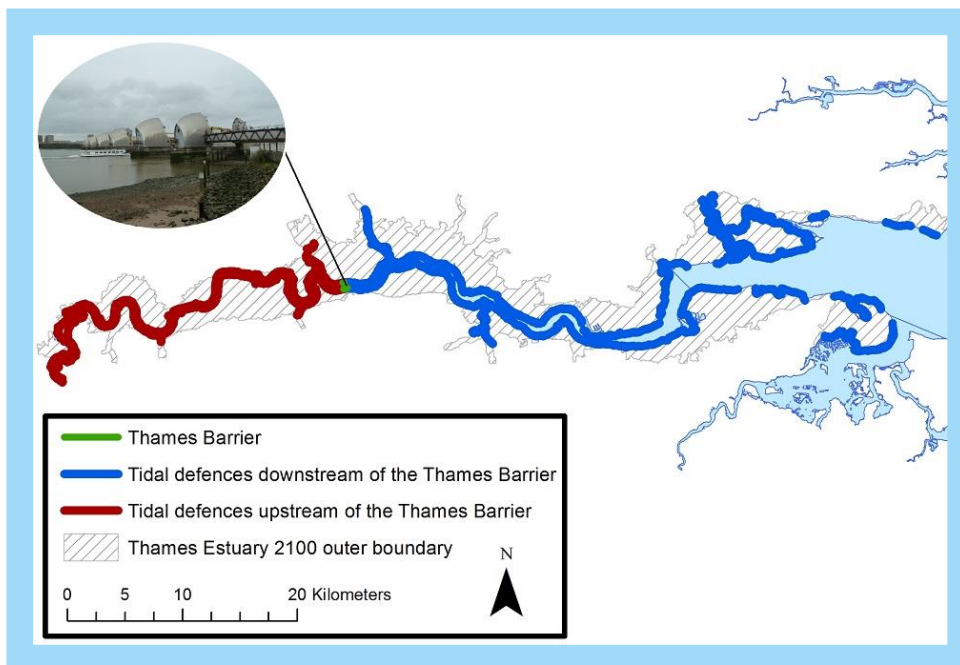 Thames Barrier
Tidal defences downstream of the Thames Barrier
Tidal defences upstream of the Thames Barrier
Thames Estuary 2100 outer boundary
N
0 5 10 20 Kilometers